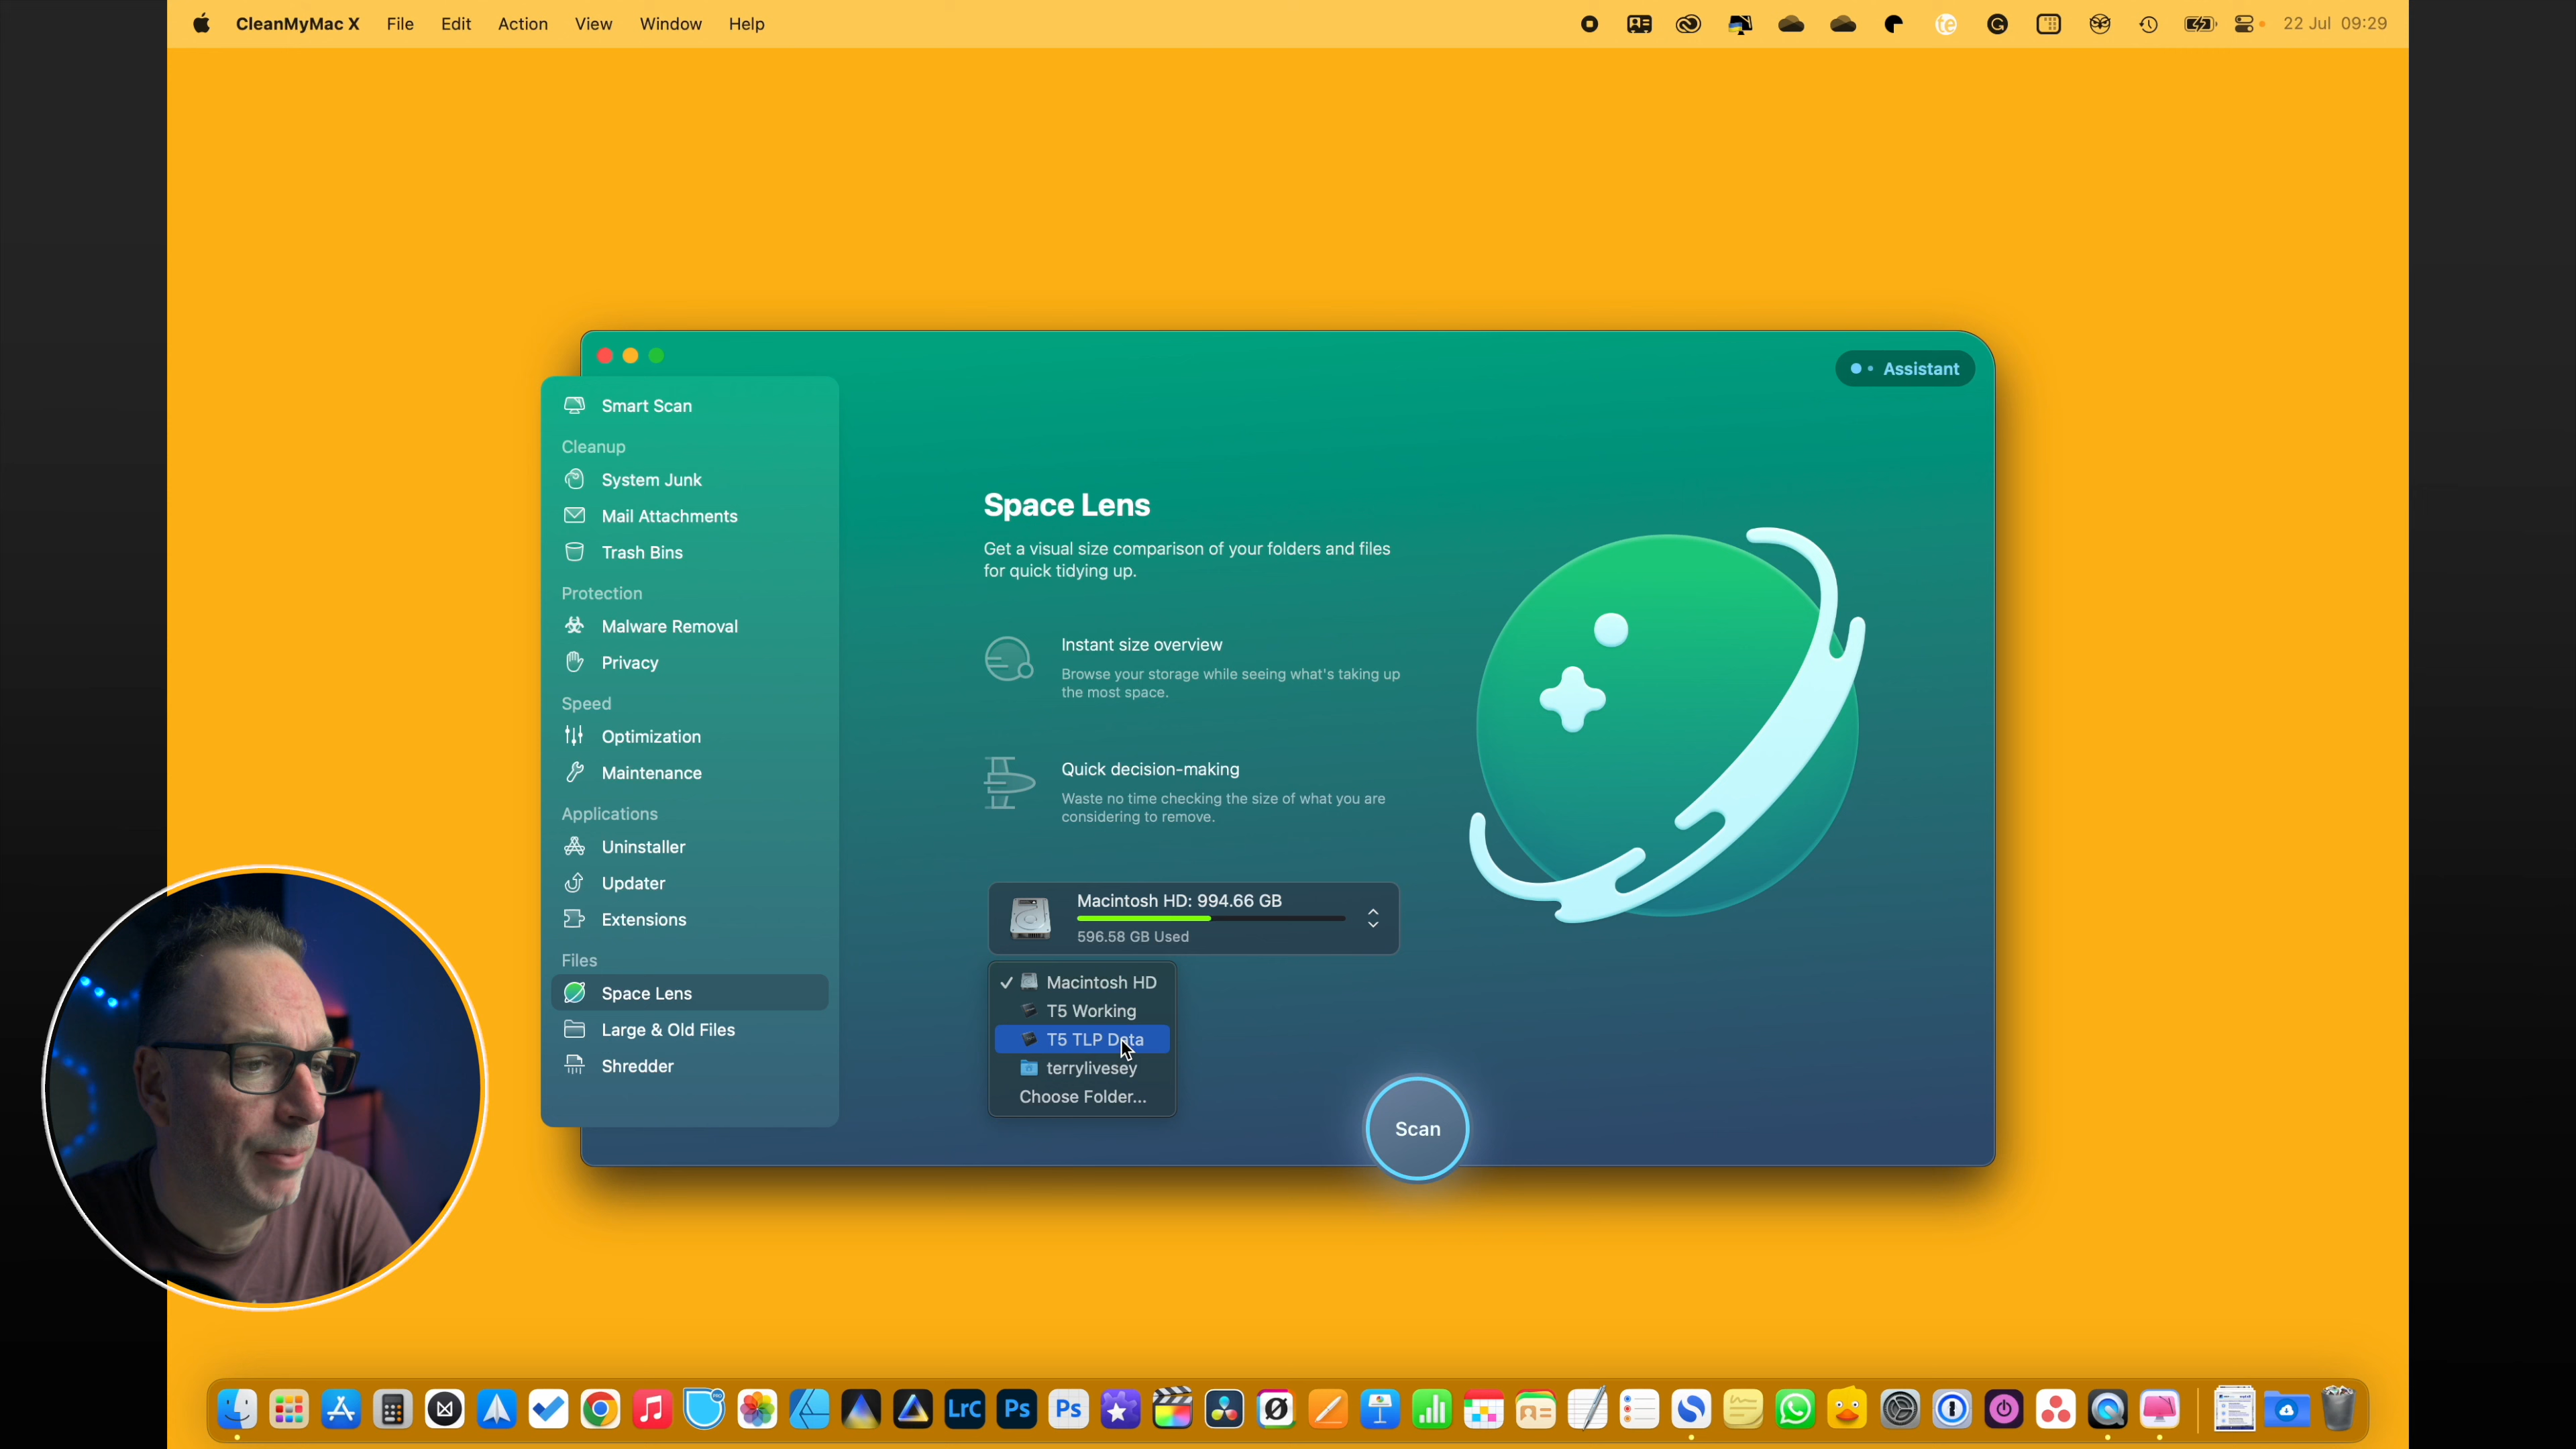 CleanMyMac X File Edit Action View Window Help
22 Jul 09:29
Assistant
Smart Scan
Cleanup
System Junk
Mail Attachments
Trash Bins
Protection
Malware Removal
Privacy
Speed
Optimization
Maintenance
Applications
Uninstaller
Updater
Extensions
Files
Space Lens
Large & Old Files
Shredder
Space Lens
Get a visual size comparison of your folders and files
for quick tidying up.
Instant size overview
Browse your storage while seeing what's taking up
the most space.
Quick decision-making
Waste no time checking the size of what you are
considering to remove.
Macintosh HD: 994.66 GB
596.58 GB Used
Macintosh HD
T5 Working
T5 TLP Data
terrylivesey
Choose Folder...
Scan
LrC Ps Ps